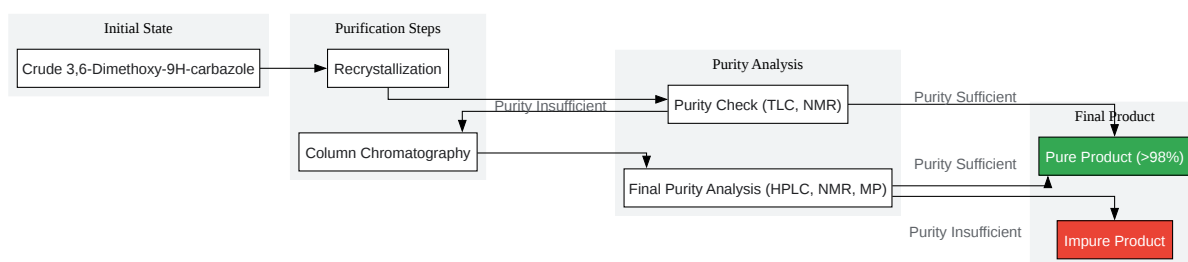 Initial State
Crude 3,6-Dimethoxy-9H-carbazole
Purification Steps
Recrystallization
Column Chromatography
Purity Insufficient
Purity Analysis
Purity Check (TLC, NMR)
Final Purity Analysis (HPLC, NMR, MP)
Purity Sufficient
Purity Sufficient
Purity Insufficient
Final Product
Pure Product (>98%)
Impure Product